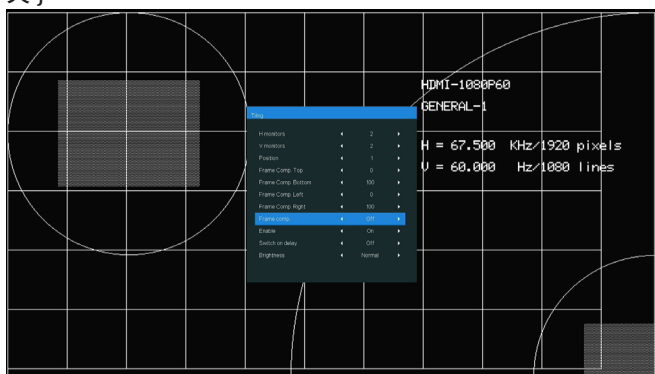 HDMI-1080P60
GENERAL-1
H = 67.500 KHz/1920 pixels
V = 60.000 Hz/1080 lines
Tiling
H monitors 2
V monitors 2
Position 1
Frame Comp. Top 0
Frame Comp. Bottom 100
Frame Comp. Left 0
Frame Comp. Right 100
Frame comp Off
Enable On
Switch on delay Off
Brightness Normal